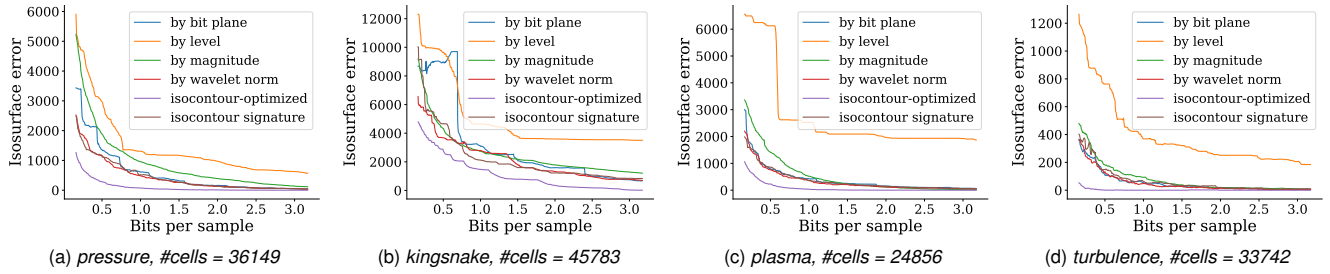 6000
5000
4000
3000
2000
1000
0
Isosurface error
by bit plane
by level
by magnitude
by wavelet norm
isocontour-optimized
isocontour signature
0.5 1.0 1.5 2.0 2.5 3.0
Bits per sample
(a) pressure, #cells = 36149
12000
10000
8000
6000
4000
2000
0
Isosurface error
by bit plane
by level
by magnitude
by wavelet norm
isocontour-optimized
isocontour signature
0.5 1.0 1.5 2.0 2.5 3.0
Bits per sample
(b) kingsnake, #cells = 45783
6000
5000
4000
3000
2000
1000
0
Isosurface error
by bit plane
by level
by magnitude
by wavelet norm
isocontour-optimized
isocontour signature
0.5 1.0 1.5 2.0 2.5 3.0
Bits per sample
(c) plasma, #cells = 24856
1200
1000
800
600
400
200
0
Isosurface error
by bit plane
by level
by magnitude
by wavelet norm
isocontour-optimized
isocontour signature
0.5 1.0 1.5 2.0 2.5 3.0
Bits per sample
(d) turbulence, #cells = 33742